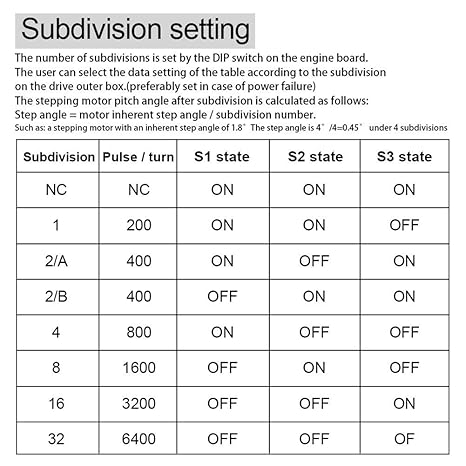 Subdivision setting
The number of subdivisions is set by the DIP switch on the engine board.
The user can select the data setting of the table according to the subdivision
on the drive outer box.(preferably set in case of power failure)
The stepping motor pitch angle after subdivision is calculated as follows:
Step angle = motor inherent step angle / subdivision number.
Such as: a stepping motor with an inherent step angle of 1.8° The step angle is 4° /4=0.45° under 4 subdivisions
Subdivision Pulse / turn S1 state S2 state S3 state
NC NC ON ON ON
1 200 ON ON OFF
2/A 400 ON OFF ON
2/B 400 OFF ON ON
4 800 ON OFF OFF
8 1600 OFF ON OFF
16 3200 OFF OFF ON
32 6400 OFF OFF OF